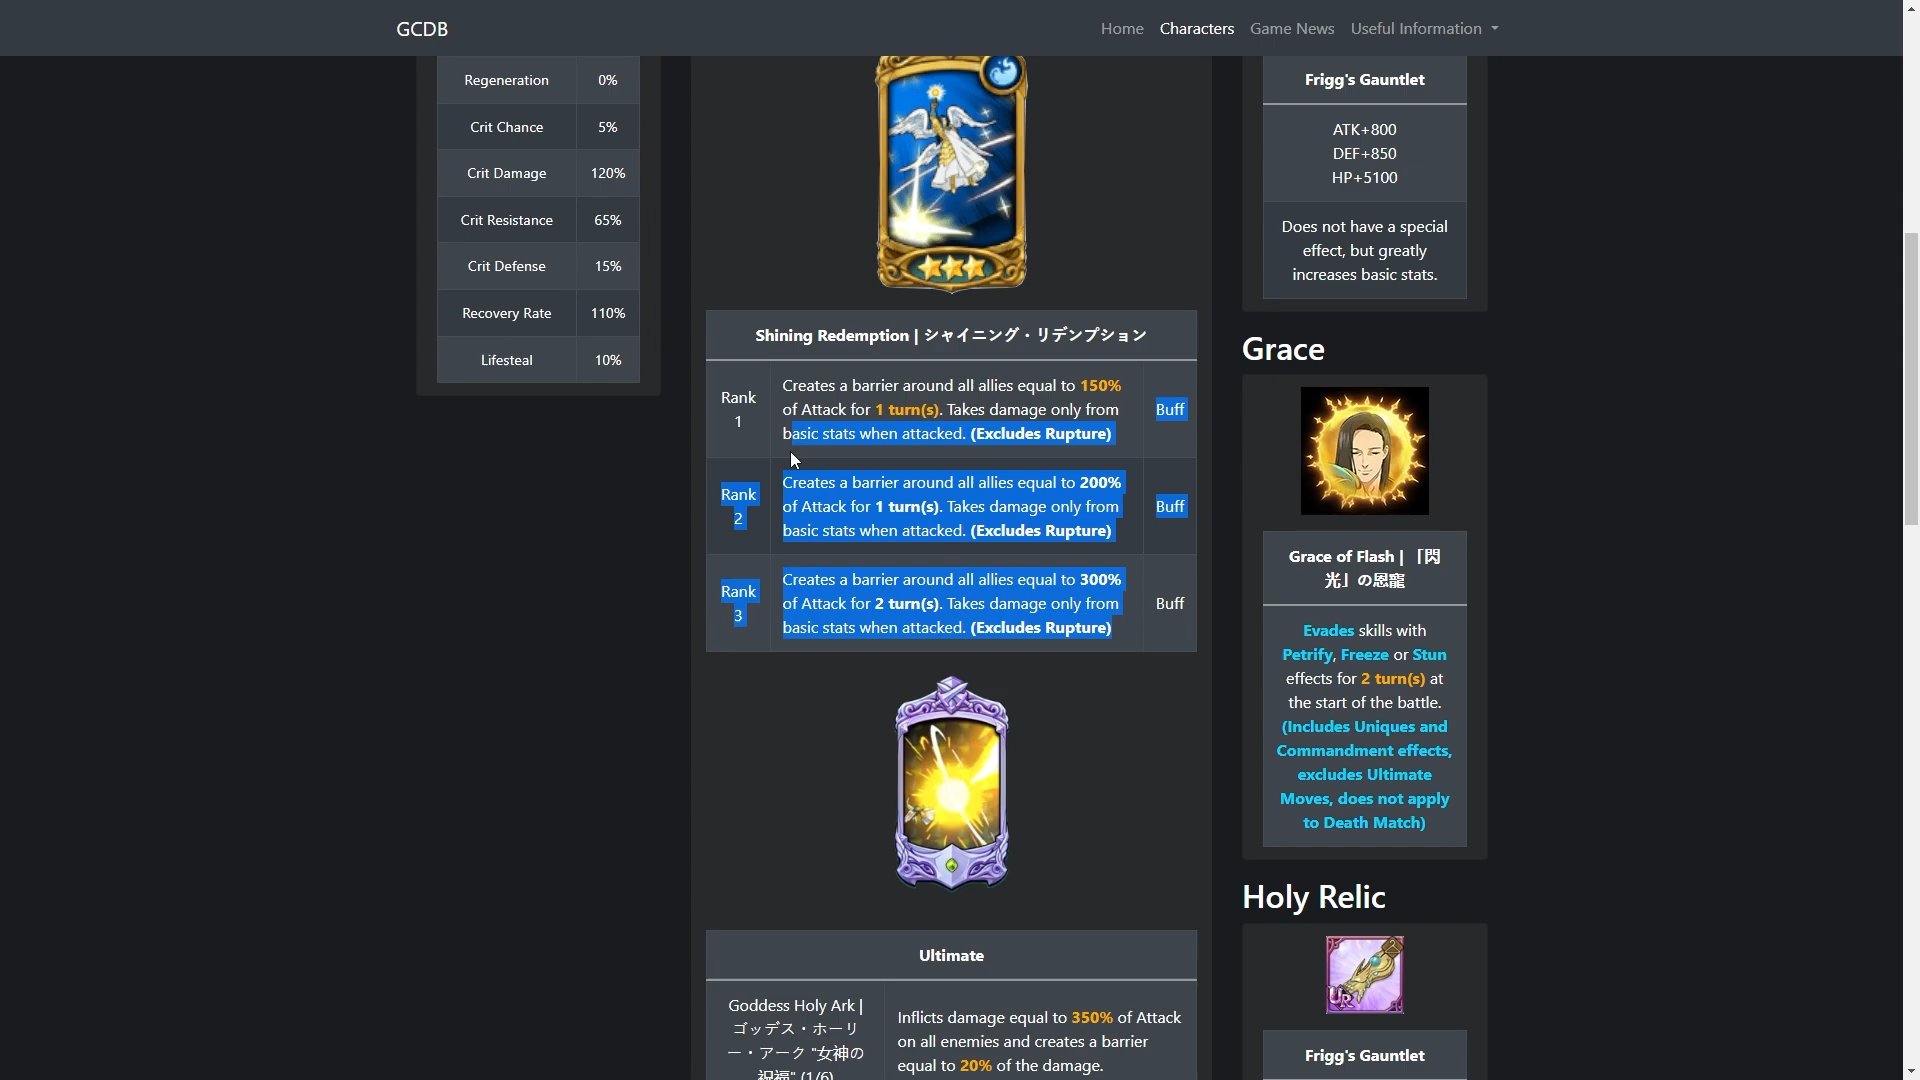 GCDB
Home Characters Game News Useful Information
Regeneration 0%
Crit Chance 5%
Crit Damage 120%
Crit Resistance 65%
Crit Defense 15%
Recovery Rate 110%
Lifesteal 10%
Shining Redemption | シャイニング・リデンプション
Rank
1
Creates a barrier around all allies equal to 150%
of Attack for 1 turn(s). Takes damage only from
basic stats when attacked. (Excludes Rupture)
Buff
Rank
2
Creates a barrier around all allies equal to 200%
of Attack for 1 turn(s). Takes damage only from
basic stats when attacked. (Excludes Rupture)
Buff
Rank
3
Creates a barrier around all allies equal to 300%
of Attack for 2 turn(s). Takes damage only from
basic stats when attacked. (Excludes Rupture)
Buff
Ultimate
Goddess Holy Ark |
ゴッデス・ホーリ
ー・アーク "女神の
祝福" (1/6)
Inflicts damage equal to 350% of Attack
on all enemies and creates a barrier
equal to 20% of the damage.
Frigg's Gauntlet
ATK+800
DEF+850
HP+5100
Does not have a special
effect, but greatly
increases basic stats.
Grace
Grace of Flash | 「閃
光」の恩寵
Evades skills with
Petrify, Freeze or Stun
effects for 2 turn(s) at
the start of the battle.
(Includes Uniques and
Commandment effects,
excludes Ultimate
Moves, does not apply
to Death Match)
Holy Relic
UR
Frigg's Gauntlet